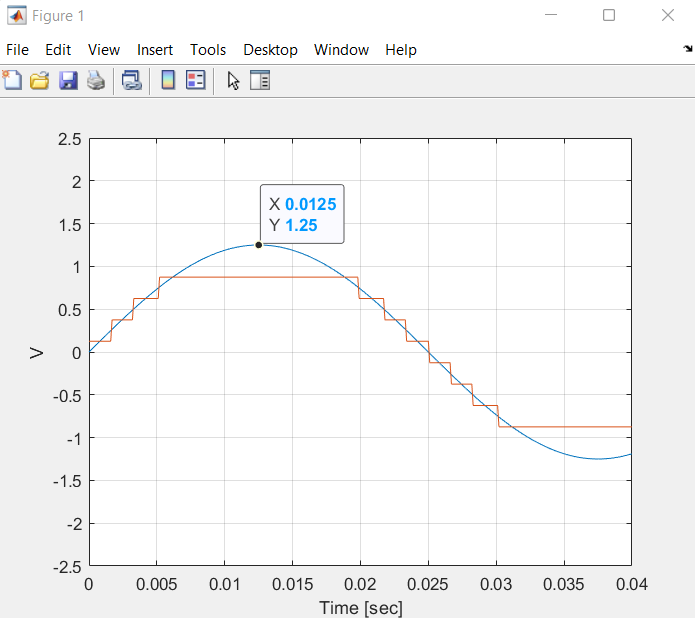 Figure 1
File Edit View Insert Tools Desktop Window Help
2.5
2
1.5
1
0.5
0
-0.5
-1
-1.5
-2
-2.5
V
X 0.0125
Y 1.25
0 0.005 0.01 0.015 0.02 0.025 0.03 0.035 0.04
Time [sec]